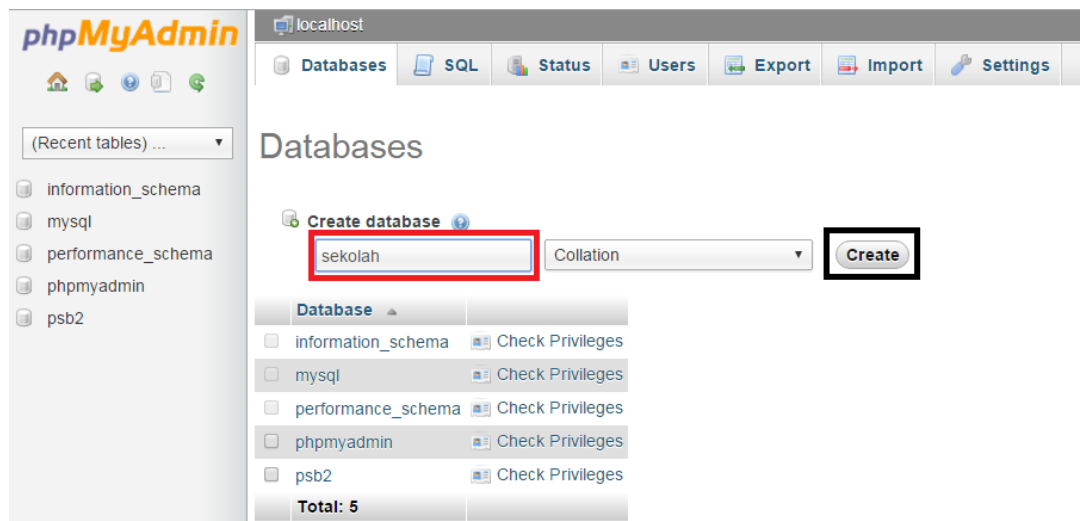 phpMyAdmin
(Recent tables) ...
information_schema
mysql
performance_schema
phpmyadmin
psb2
localhost
Databases SQL Status Users Export Import Settings
Databases
Create database
sekolah Collation Create
Database
information_schema Check Privileges
mysql Check Privileges
performance_schema Check Privileges
phpmyadmin Check Privileges
psb2 Check Privileges
Total: 5